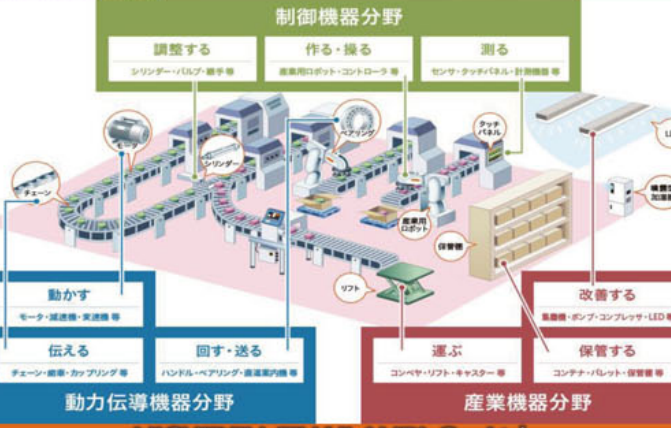 制御機器分野
調整する
シリンダー・バルブ・継手 等
作る・操る
産業用ロボット・コントローラ 等
測る
センサ・タッチパネル・計測機器 等
モータ
シリンダー
ベアリング
タッチ
パネル
チェーン
産業用
ロボット
保管棚
リフト
動かす
モータ・減速機・変速機 等
伝える
チェーン・歯車・カップリング 等
回す・送る
ハンドル・ベアリング・直道案内機 等
動力伝導機器分野
改善する
集塵機・ポンプ・コンプレッサ・LED 等
運ぶ
コンベヤ・リフト・キャスター 等
保管する
コンテナ・パレット・保管棚 等
産業機器分野